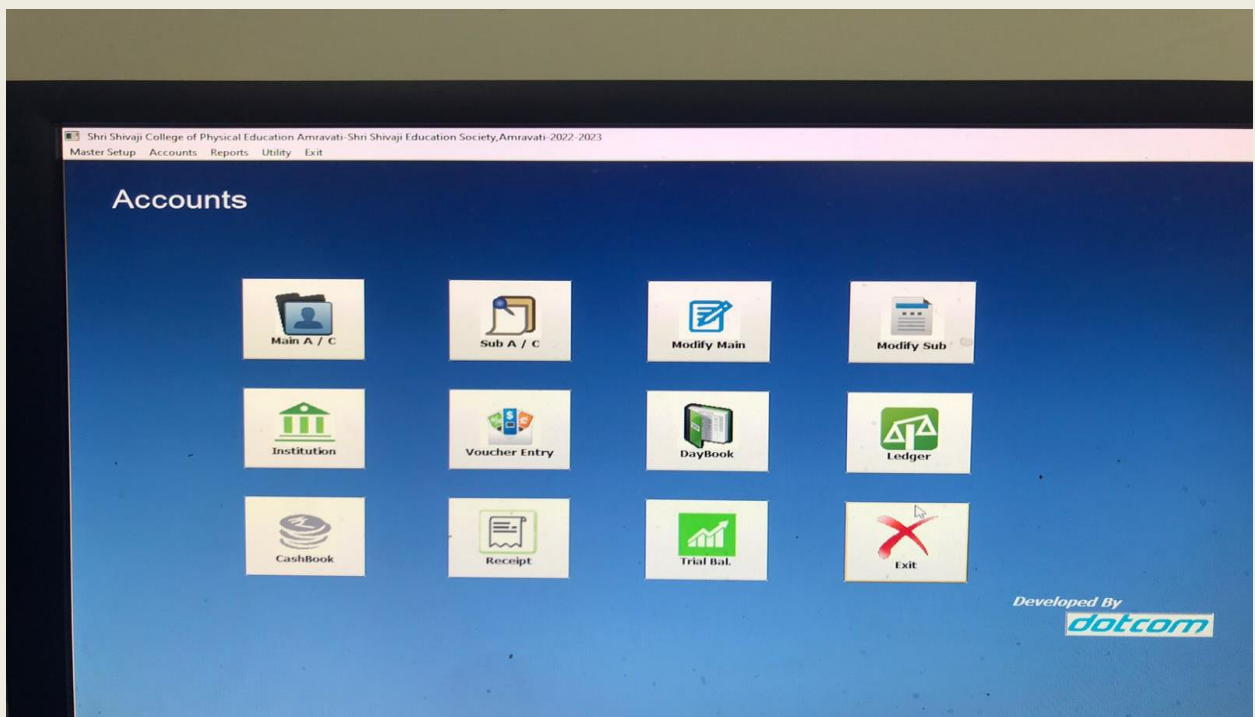 Shri Shivaji College of Physical Education Amravati-Shri Shivaji Education Society,Amravati-2022-2023
Master Setup Accounts Reports Utility Exit
Accounts
Main A / C
Sub A / C
Modify Main
Modify Sub
Institution
Voucher Entry
DayBook
Ledger
CashBook
Receipt
Trial Bal.
Exit
Developed By
dotcom